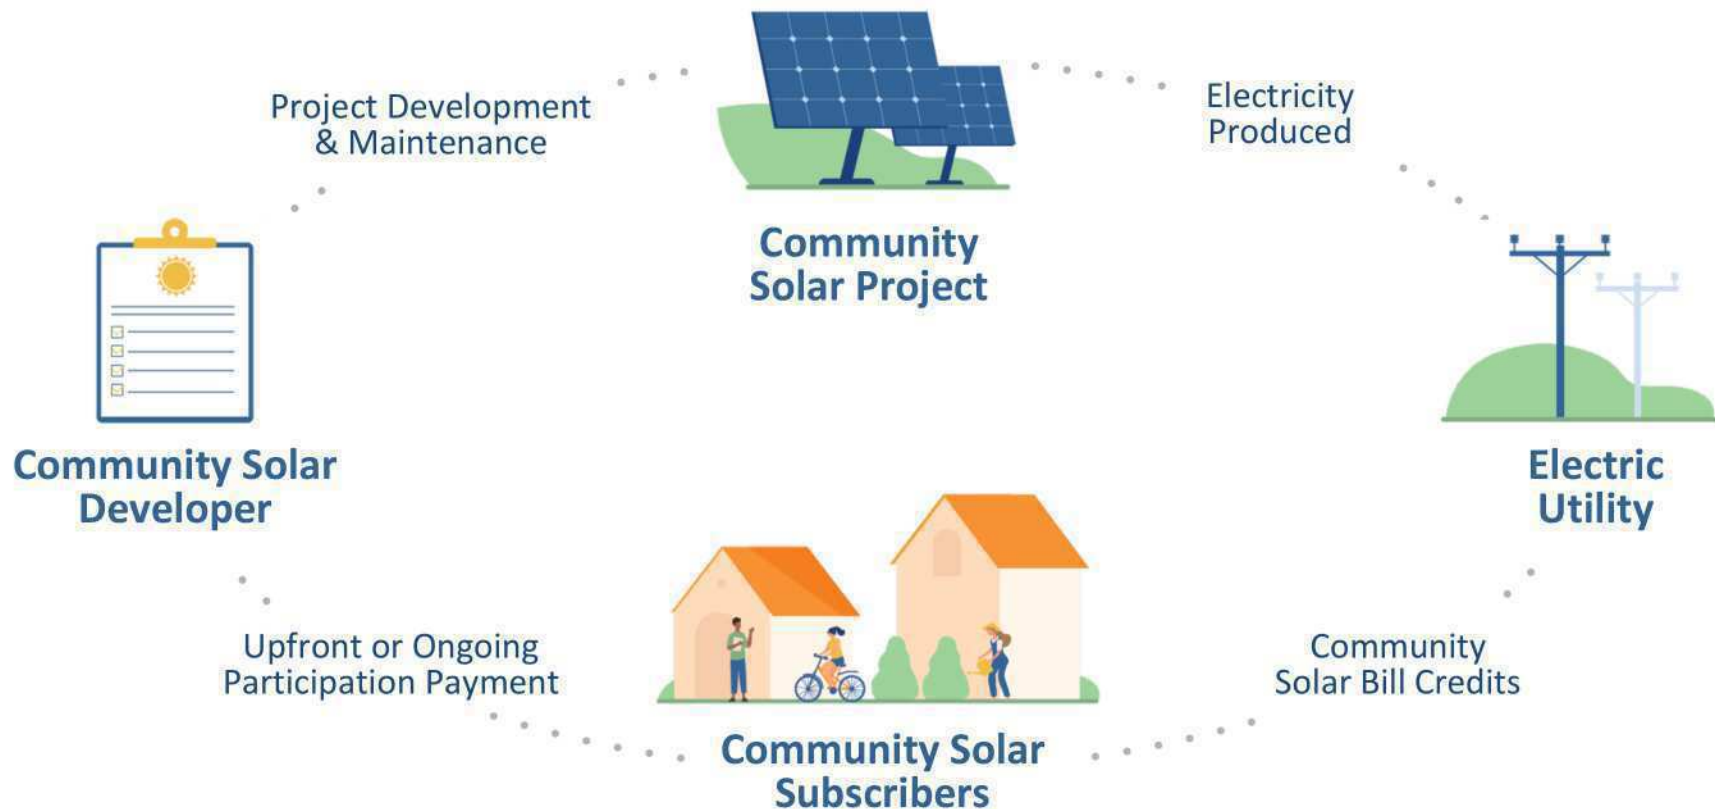 Project Development
& Maintenance
Electricity
Produced
Community
Solar Project
Community Solar
Developer
Electric
Utility
Upfront or Ongoing
Participation Payment
Community
Solar Bill Credits
Community Solar
Subscribers